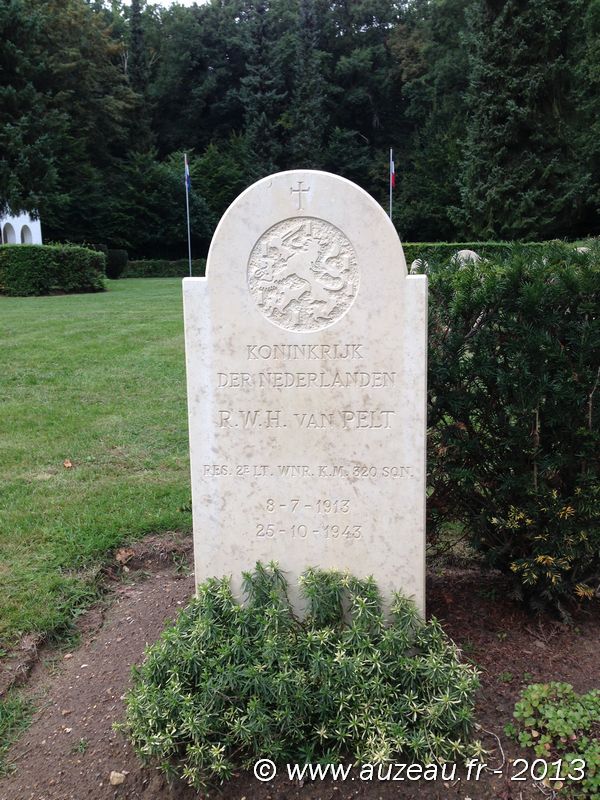 KONINKRIJK
DER NEDERLANDEN
R.W.H. VAN PELT
RES. 2E LT. WNR. K.M. 320 SQN.
8-7-1913
25-10-1943
© www.auzeau.fr - 2013 ©